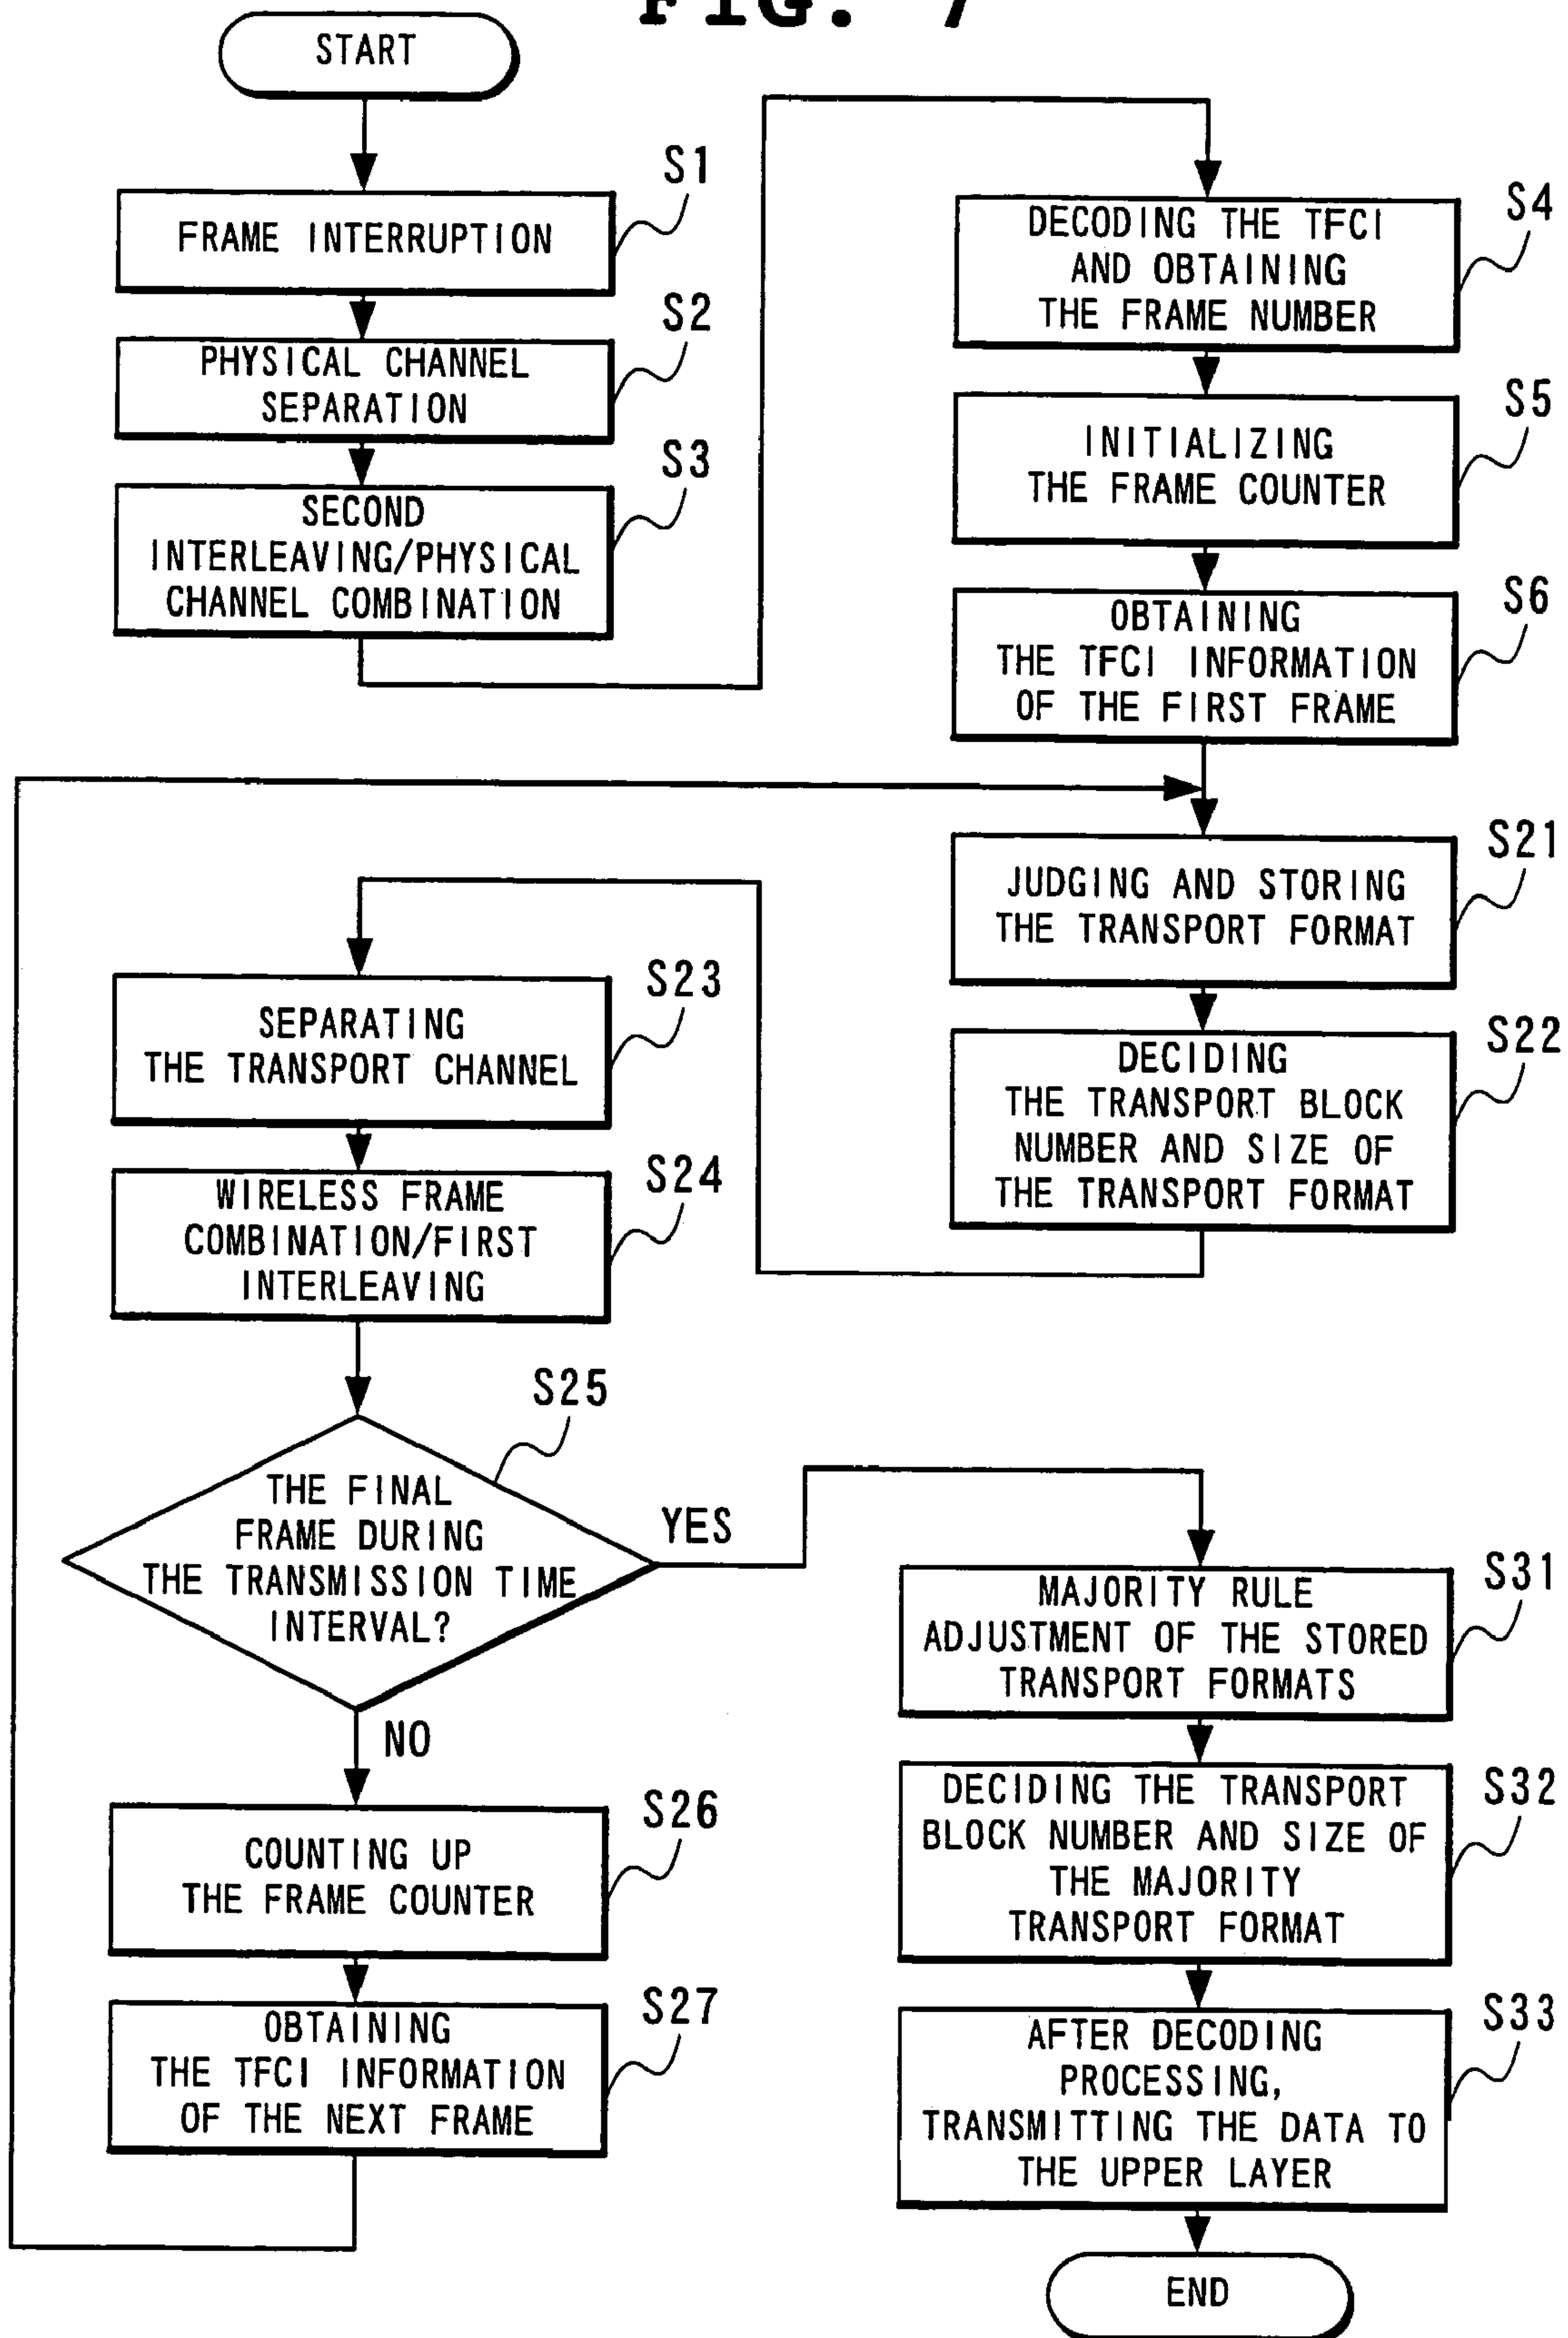 FIG. 7
START
S1
FRAME INTERRUPTION
S2
PHYSICAL CHANNEL
SEPARATION
S3
SECOND
INTERLEAVING/PHYSICAL
CHANNEL COMBINATION
S4
DECODING THE TFCI
AND OBTAINING
THE FRAME NUMBER
S5
INITIALIZING
THE FRAME COUNTER
S6
OBTAINING
THE TFCI INFORMATION
OF THE FIRST FRAME
S21
JUDGING AND STORING
THE TRANSPORT FORMAT
S22
DECIDING
THE TRANSPORT BLOCK
NUMBER AND SIZE OF
THE TRANSPORT FORMAT
S23
SEPARATING
THE TRANSPORT CHANNEL
S24
WIRELESS FRAME
COMBINATION/FIRST
INTERLEAVING
S25
THE FINAL
FRAME DURING
THE TRANSMISSION TIME
INTERVAL?
YES
NO
S26
COUNTING UP
THE FRAME COUNTER
S27
OBTAINING
THE TFCI INFORMATION
OF THE NEXT FRAME
S31
MAJORITY RULE
ADJUSTMENT OF THE STORED
TRANSPORT FORMATS
S32
DECIDING THE TRANSPORT
BLOCK NUMBER AND SIZE OF
THE MAJORITY
TRANSPORT FORMAT
S33
AFTER DECODING
PROCESSING,
TRANSMITTING THE DATA TO
THE UPPER LAYER
END